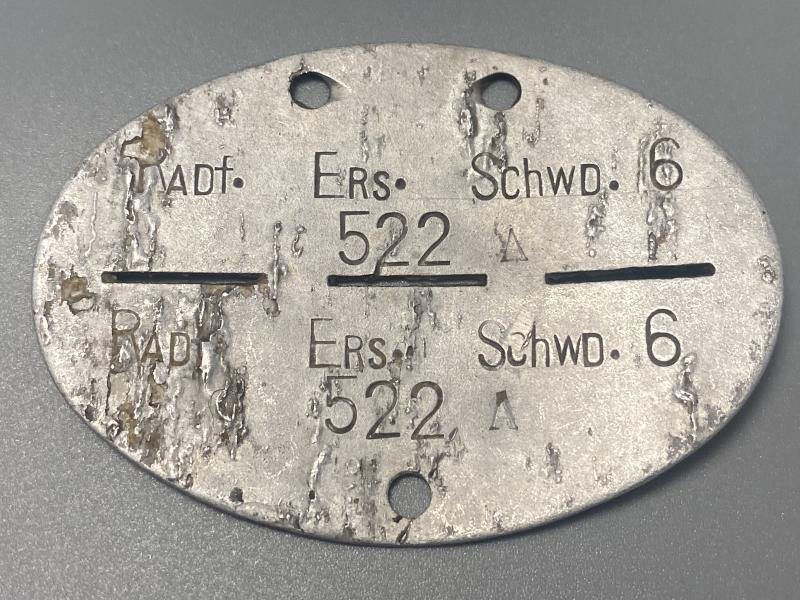 RADf. Ers. Schwd. 6
522 A
RADf. Ers. Schwd. 6
522 A